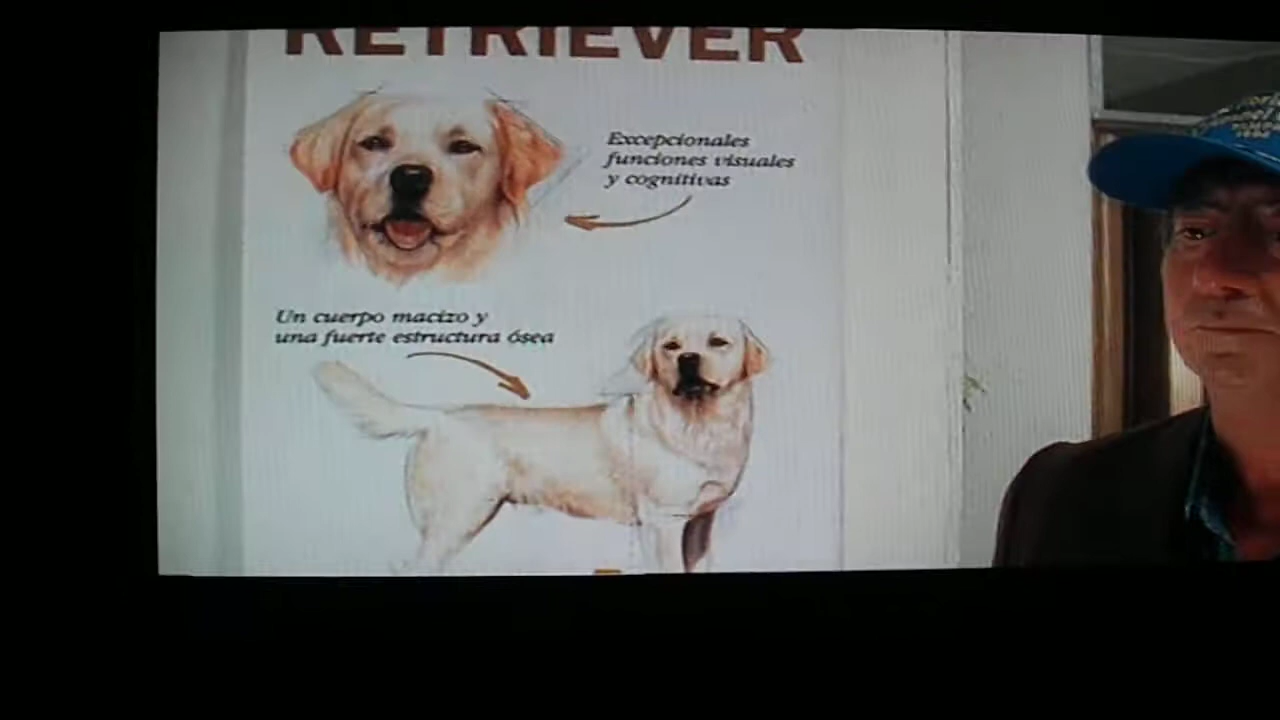 RETRIEVER
Excepcionales
funciones visuales
y cognitivas
Un cuerpo macizo y
una fuerte estructura ósea